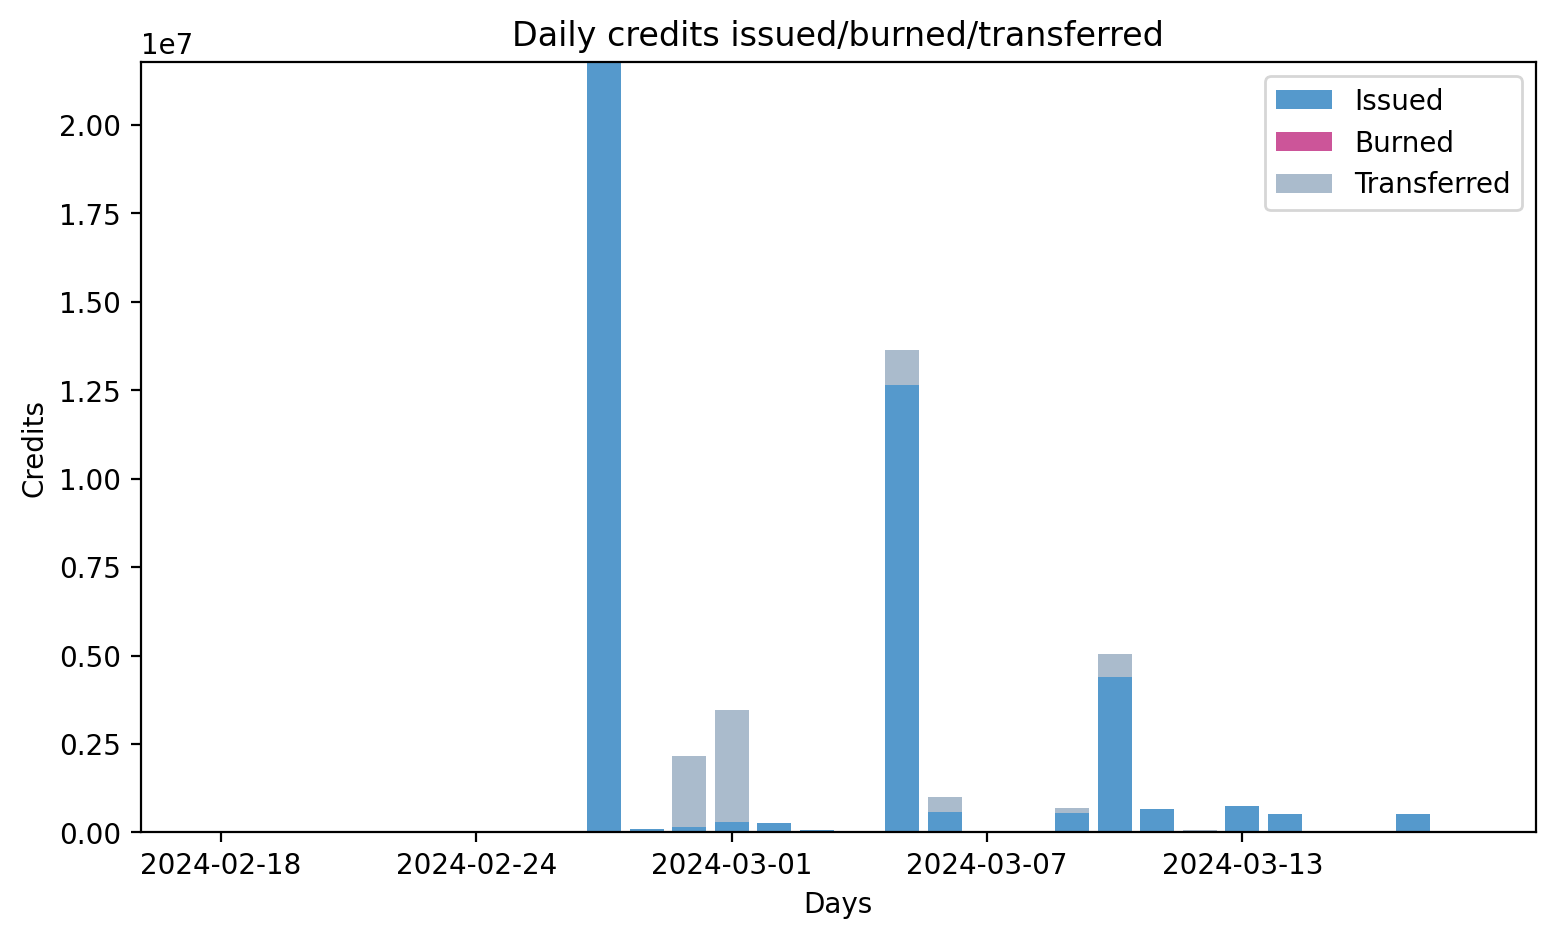 Daily credits issued/burned/transferred
1e7
2.00
1.75
1.50
1.25
1.00
0.75
0.50
0.25
0.00
Credits
Issued
Burned
Transferred
2024-02-18 2024-02-24 2024-03-01 2024-03-07 2024-03-13
Days